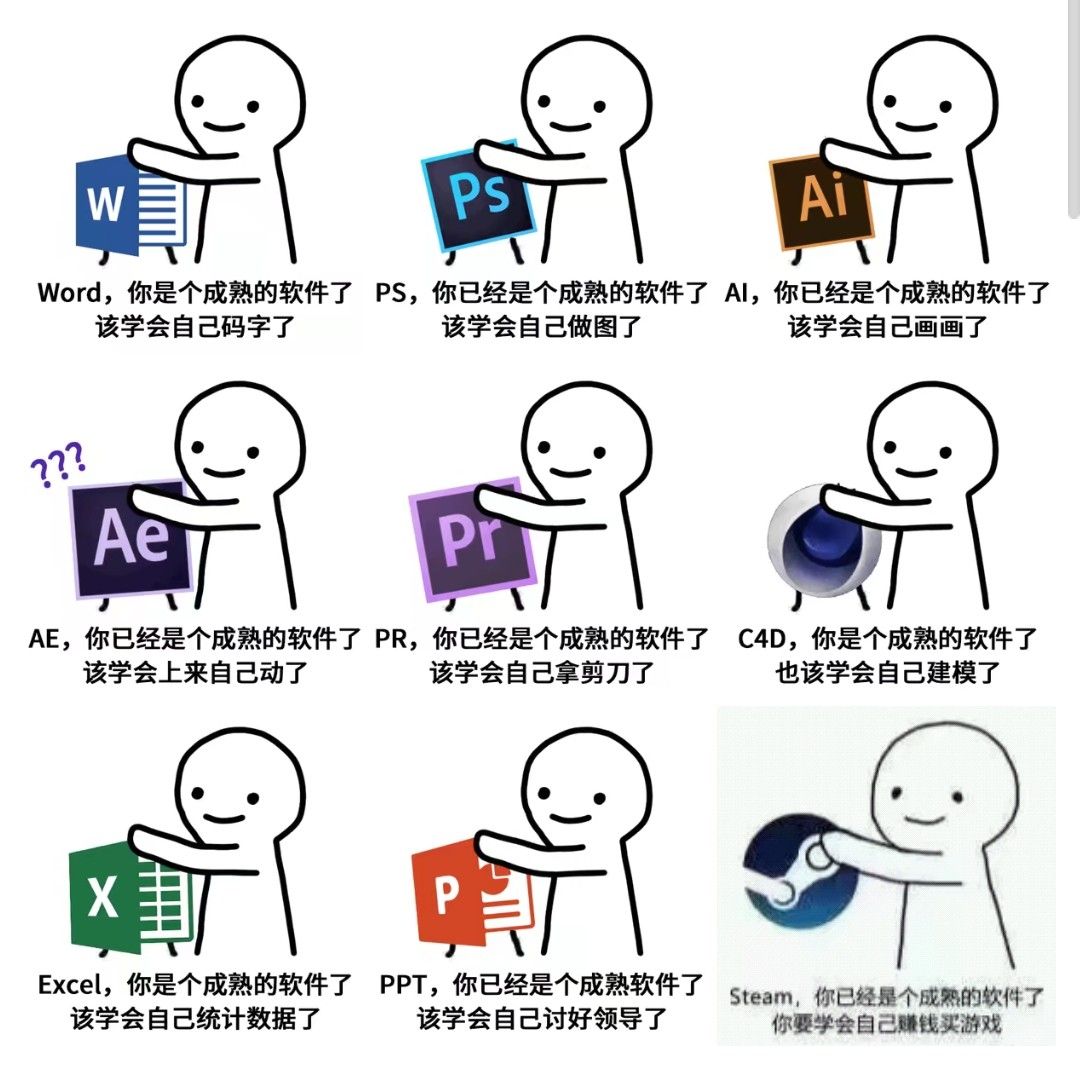 W
Ps
Ai
Word，你是个成熟的软件了
该学会自己码字了
PS，你已经是个成熟的软件了
该学会自己做图了
AI，你已经是个成熟的软件了
该学会自己画画了
???
Ae
Pr
AE，你已经是个成熟的软件了
该学会上来自己动了
PR，你已经是个成熟的软件了
该学会自己拿剪刀了
C4D，你是个成熟的软件了
也该学会自己建模了
X
P
Excel，你是个成熟的软件了
该学会自己统计数据了
PPT，你已经是个成熟软件了
该学会自己讨好领导了
Steam，你已经是个成熟的软件了
你要学会自己赚钱买游戏